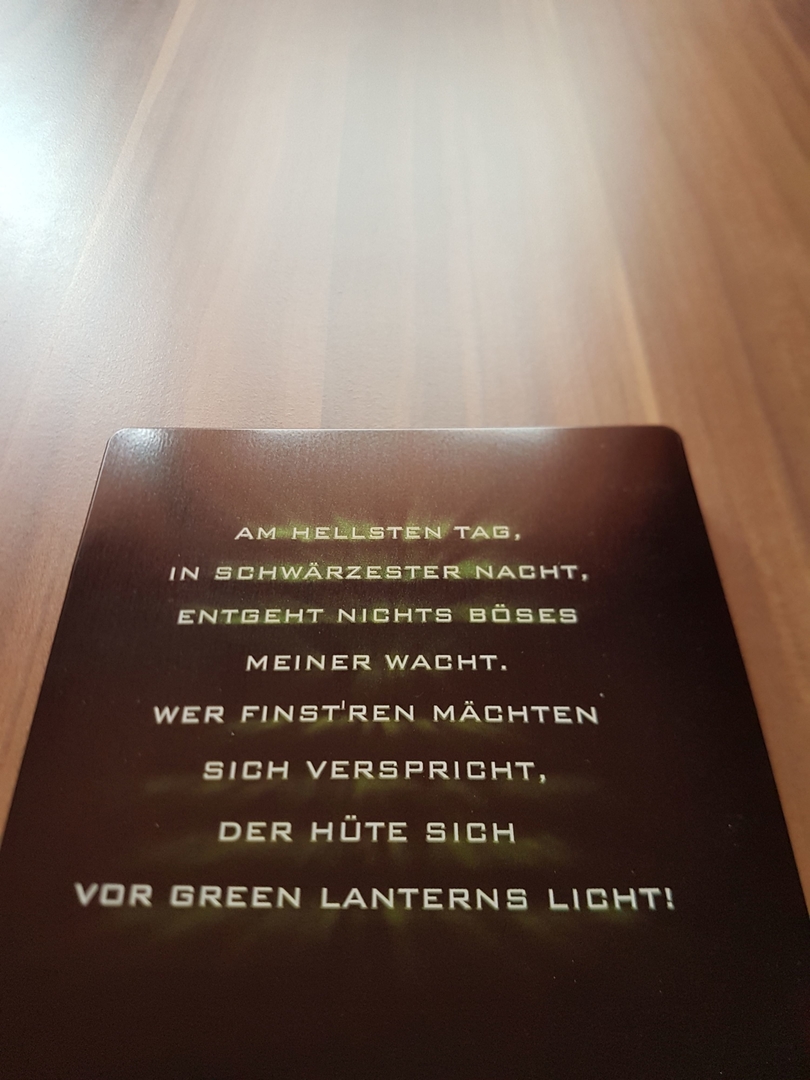 AM HELLSTEN TAG,
IN SCHWÄRZESTER NACHT,
ENTGEHT NICHTS BÖSES
MEINER WACHT.
WER FINST'REN MÄCHTEN
SICH VERSPRICHT,
DER HÜTE SICH
VOR GREEN LANTERNS LICHT!